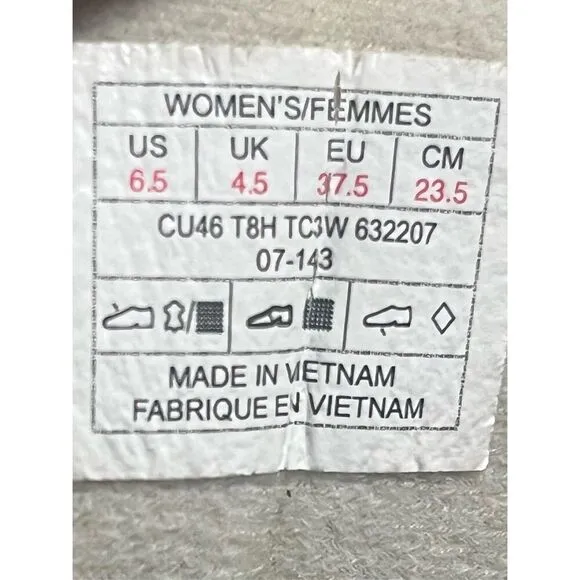 WOMEN'S/FEMMES
US UK EU CM
6.5 4.5 37.5 23.5
CU46 T8H TC3W 632207
07-143
MADE IN VIETNAM
FABRIQUE EN VIETNAM